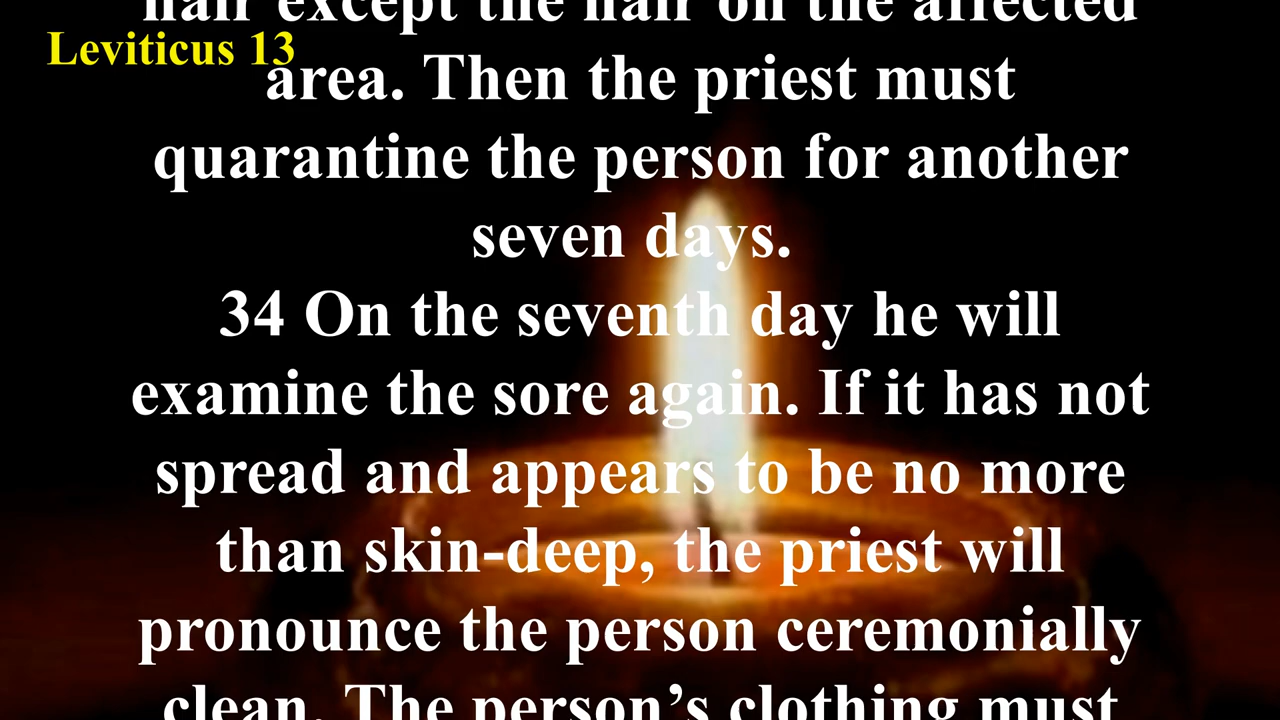 hair except the hair on the affected
Leviticus 13
area. Then the priest must
quarantine the person for another
seven days.
34 On the seventh day he will
examine the sore again. If it has not
spread and appears to be no more
than skin-deep, the priest will
pronounce the person ceremonially
clean. The person’s clothing must